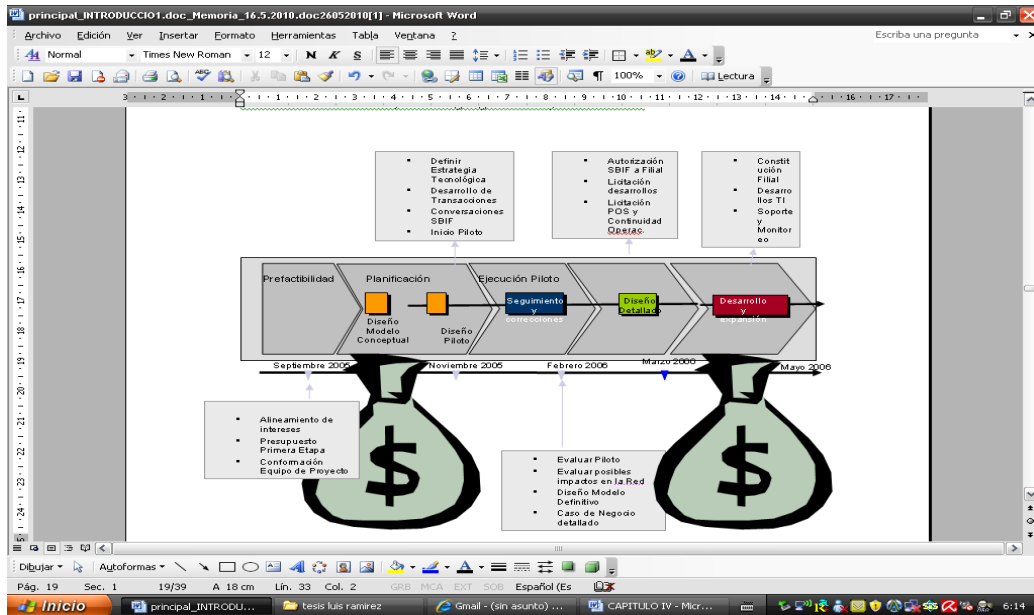 principal_INTRODUCCIO1.doc_Memoria_16.5.2010.doc26052010[1] - Microsoft Word
Archivo Edición Ver Insertar Formato Herramientas Tabla Ventana ?
Escriba una pregunta
Normal Times New Roman 12 N K S
100% Lectura
Definir
Estrategia
Tecnológica
Desarrollo de
Transacciones
Conversaciones
SBIF
Inicio Piloto
Autorización
SBIF a Filial
Licitación
desarrollos
Licitación
POS y
Continuidad
Operac.
Constit
ución
Filial
Desarro
llos TI
Soporte
y
Monitor
eo
Prefactibilidad
Planificación
Ejecución Piloto
Diseño
Modelo
Conceptual
Diseño
Piloto
Seguimiento
y
correcciones
Diseño
Detallado
Desarrollo
y
expansión
Septiembre 2005
Noviembre 2005
Febrero 2006
Marzo 2006
Mayo 2006
Alineamiento de
intereses
Presupuesto
Primera Etapa
Conformación
Equipo de Proyecto
$
Evaluar Piloto
Evaluar posibles
impactos en la Red
Diseño Modelo
Definitivo
Caso de Negocio
detallado
$
Dibujar Autoformas
Pág. 19 Sec. 1 19/39 A 18 cm Lín. 33 Col. 2 GRB MCA EXT SOB Español (Es
Inicio principal_INTRODU... tesis luis ramirez Gmail - (sin asunto) ... CAPITULO IV - Micr... 6:14